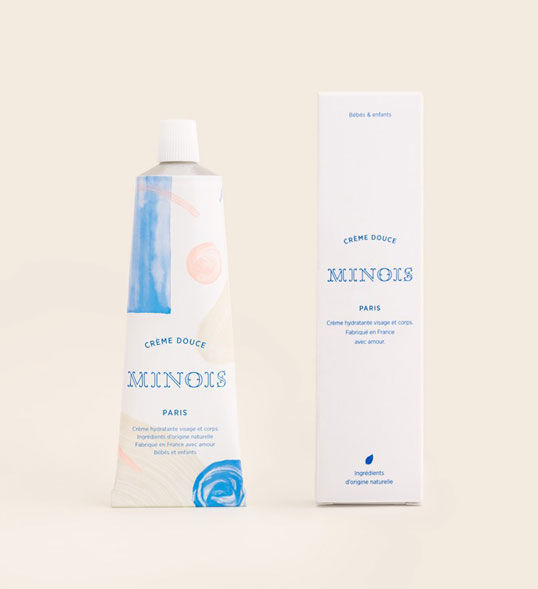 CRÈME DOUCE
MINOIS
PARIS
Crème hydratante visage et corps.
Ingrédients d'origine naturelle
Fabriqué en France avec amour
Bébés et enfants
Bébés & enfants
CRÈME DOUCE
MINOIS
PARIS
Crème hydratante visage et corps.
Fabriqué en France
avec amour.
Ingrédients
d'origine naturelle